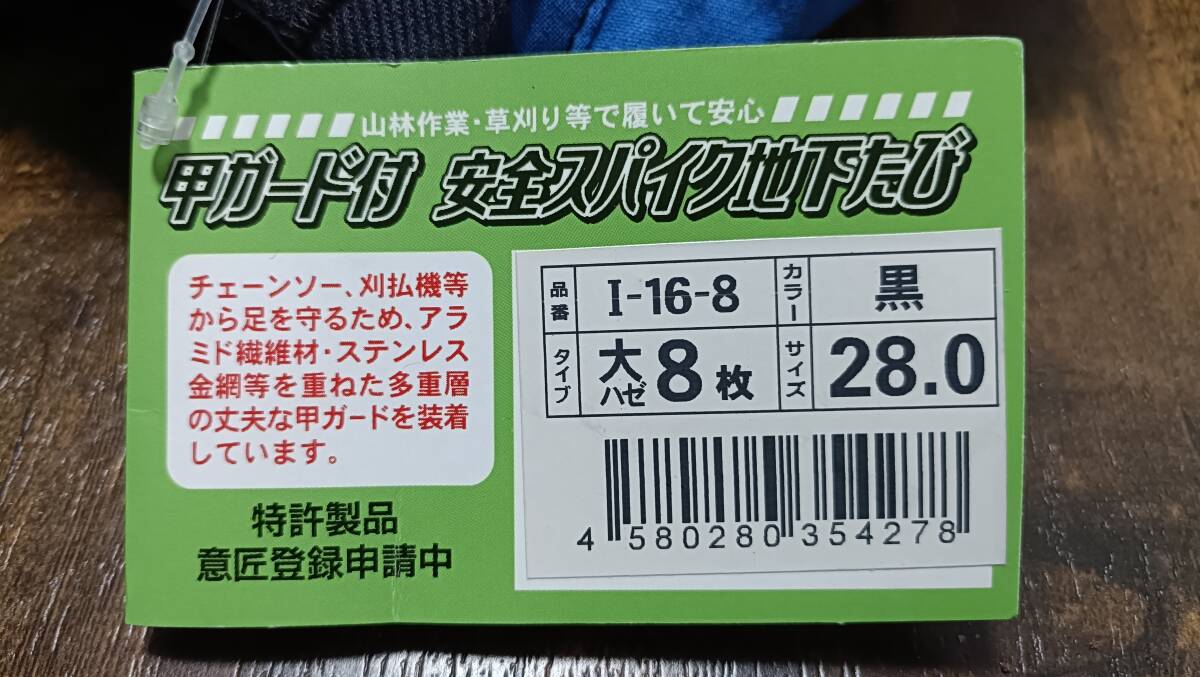 山林作業・草刈り等で履いて安心
甲ガード付 安全スパイク地下たび
チェーンソー、刈払機等
から足を守るため、アラ
ミド繊維材・ステンレス
金網等を重ねた多重層
の丈夫な甲ガードを装着
しています。
特許製品
意匠登録申請中
品番 I-16-8 カラー 黒
タイプ 大ハゼ8枚 サイズ 28.0
4 580280 354278